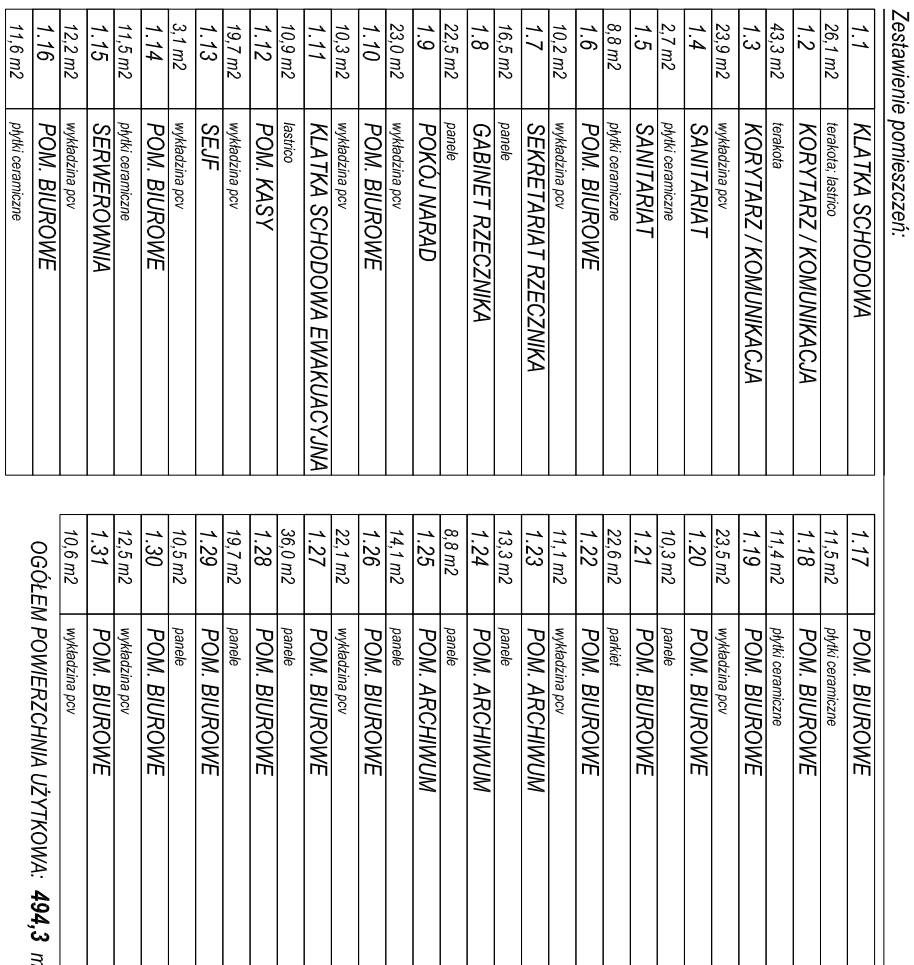 Zestawienie pomieszczeń:
1.1 KLATKA SCHODOWA
26,1 m2 terakota; lastrico
1.2 KORYTARZ / KOMUNIKACJA
43,3 m2 terakota
1.3 KORYTARZ / KOMUNIKACJA
23,9 m2 wykładzina pcv
1.4 SANITARIAT
2,7 m2 płytki ceramiczne
1.5 SANITARIAT
8,8 m2 płytki ceramiczne
1.6 POM. BIUROWE
10,2 m2 wykładzina pcv
1.7 SEKRETARIAT RZECZNIKA
16,5 m2 panele
1.8 GABINET RZECZNIKA
22,5 m2 panele
1.9 POKÓJ NARAD
23,0 m2 wykładzina pcv
1.10 POM. BIUROWE
10,3 m2 wykładzina pcv
1.11 KLATKA SCHODOWA EWAKUACYJNA
10,9 m2 lastrico
1.12 POM. KASY
19,7 m2 wykładzina pcv
1.13 SEJF
3,1 m2 wykładzina pcv
1.14 POM. BIUROWE
11,5 m2 płytki ceramiczne
1.15 SERWEROWNIA
12,2 m2 wykładzina pcv
1.16 POM. BIUROWE
11,6 m2 płytki ceramiczne
1.17 POM. BIUROWE
11,5 m2 płytki ceramiczne
1.18 POM. BIUROWE
11,4 m2 płytki ceramiczne
1.19 POM. BIUROWE
23,5 m2 wykładzina pcv
1.20 POM. BIUROWE
10,3 m2 panele
1.21 POM. BIUROWE
22,6 m2 parkiet
1.22 POM. BIUROWE
11,1 m2 wykładzina pcv
1.23 POM. ARCHIWUM
13,3 m2 panele
1.24 POM. ARCHIWUM
8,8 m2 panele
1.25 POM. ARCHIWUM
14,1 m2 panele
1.26 POM. BIUROWE
22,1 m2 wykładzina pcv
1.27 POM. BIUROWE
36,0 m2 panele
1.28 POM. BIUROWE
19,7 m2 panele
1.29 POM. BIUROWE
10,5 m2 panele
1.30 POM. BIUROWE
12,5 m2 wykładzina pcv
1.31 POM. BIUROWE
10,6 m2 wykładzina pcv
OGÓŁEM POWIERZCHNIA UŻYTKOWA: 494,3 m